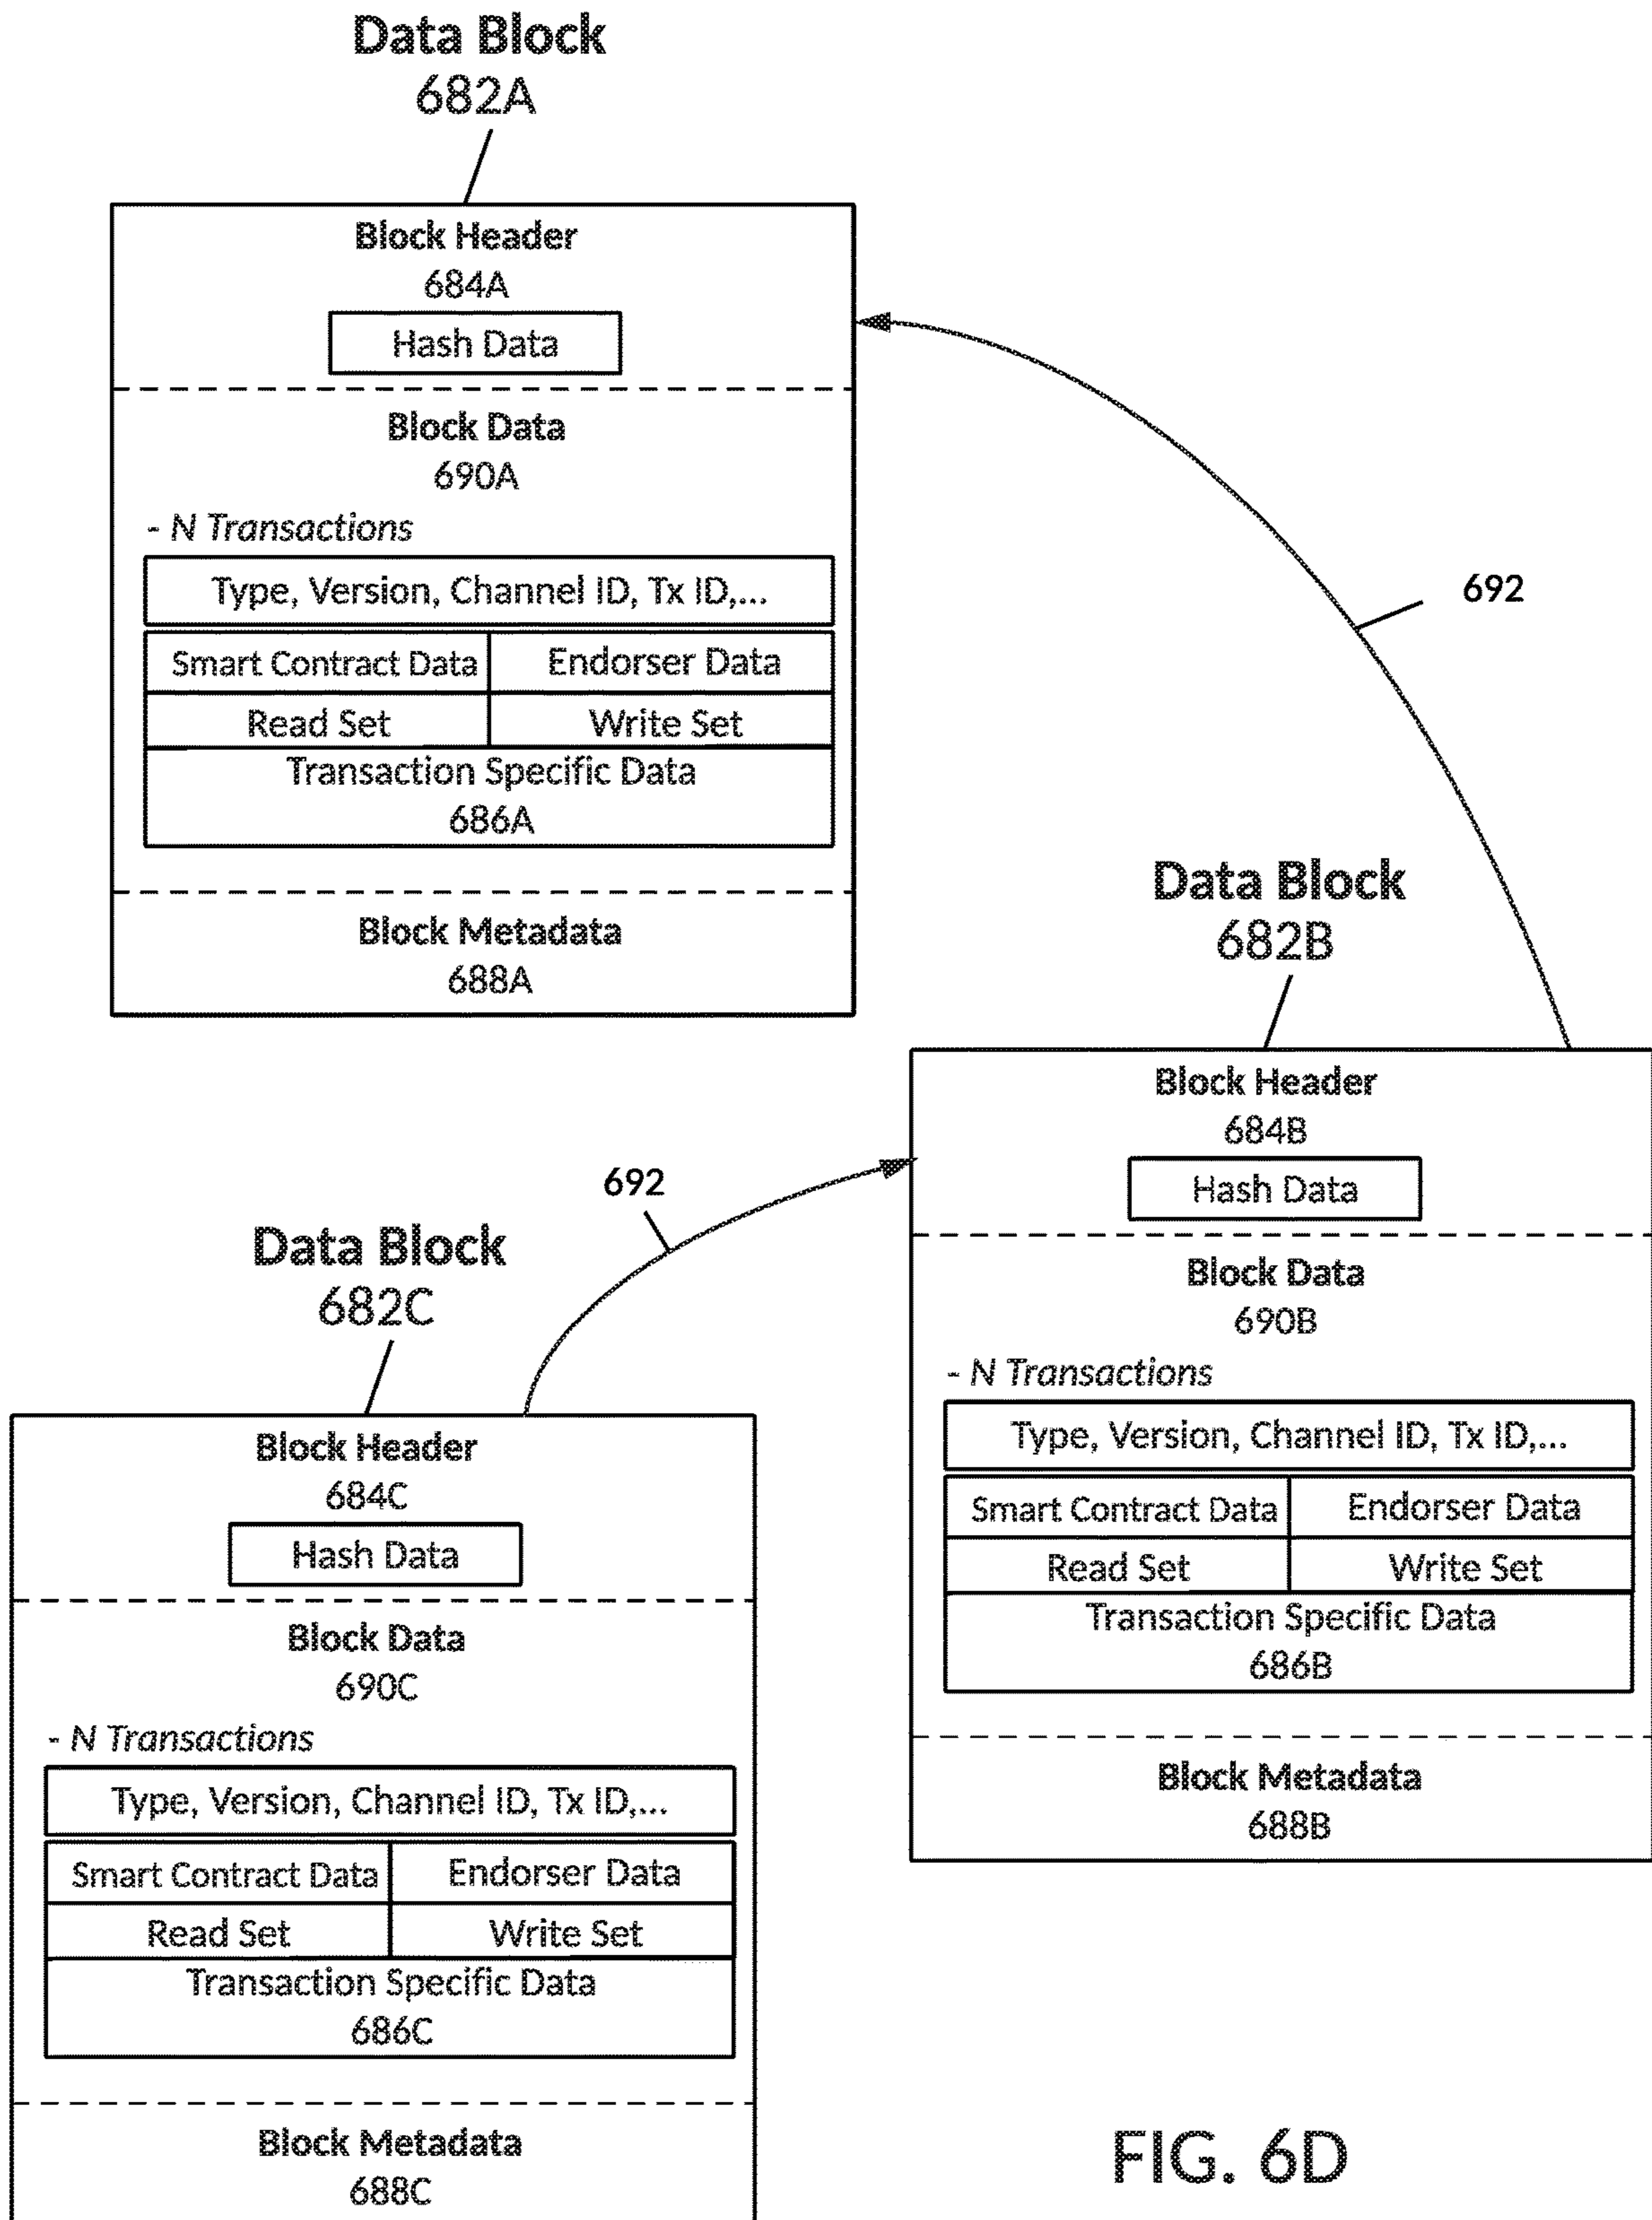 Data Block
682A
Block Header
684A
Hash Data
Block Data
690A
- N Transactions
Type, Version, Channel ID, Tx ID,...
Smart Contract Data
Endorser Data
Read Set
Write Set
Transaction Specific Data
686A
Block Metadata
688A
692
Data Block
682B
Block Header
684B
Hash Data
Block Data
690B
- N Transactions
Type, Version, Channel ID, Tx ID,...
Smart Contract Data
Endorser Data
Read Set
Write Set
Transaction Specific Data
686B
Block Metadata
688B
692
Data Block
682C
Block Header
684C
Hash Data
Block Data
690C
- N Transactions
Type, Version, Channel ID, Tx ID,...
Smart Contract Data
Endorser Data
Read Set
Write Set
Transaction Specific Data
686C
Block Metadata
688C
FIG. 6D